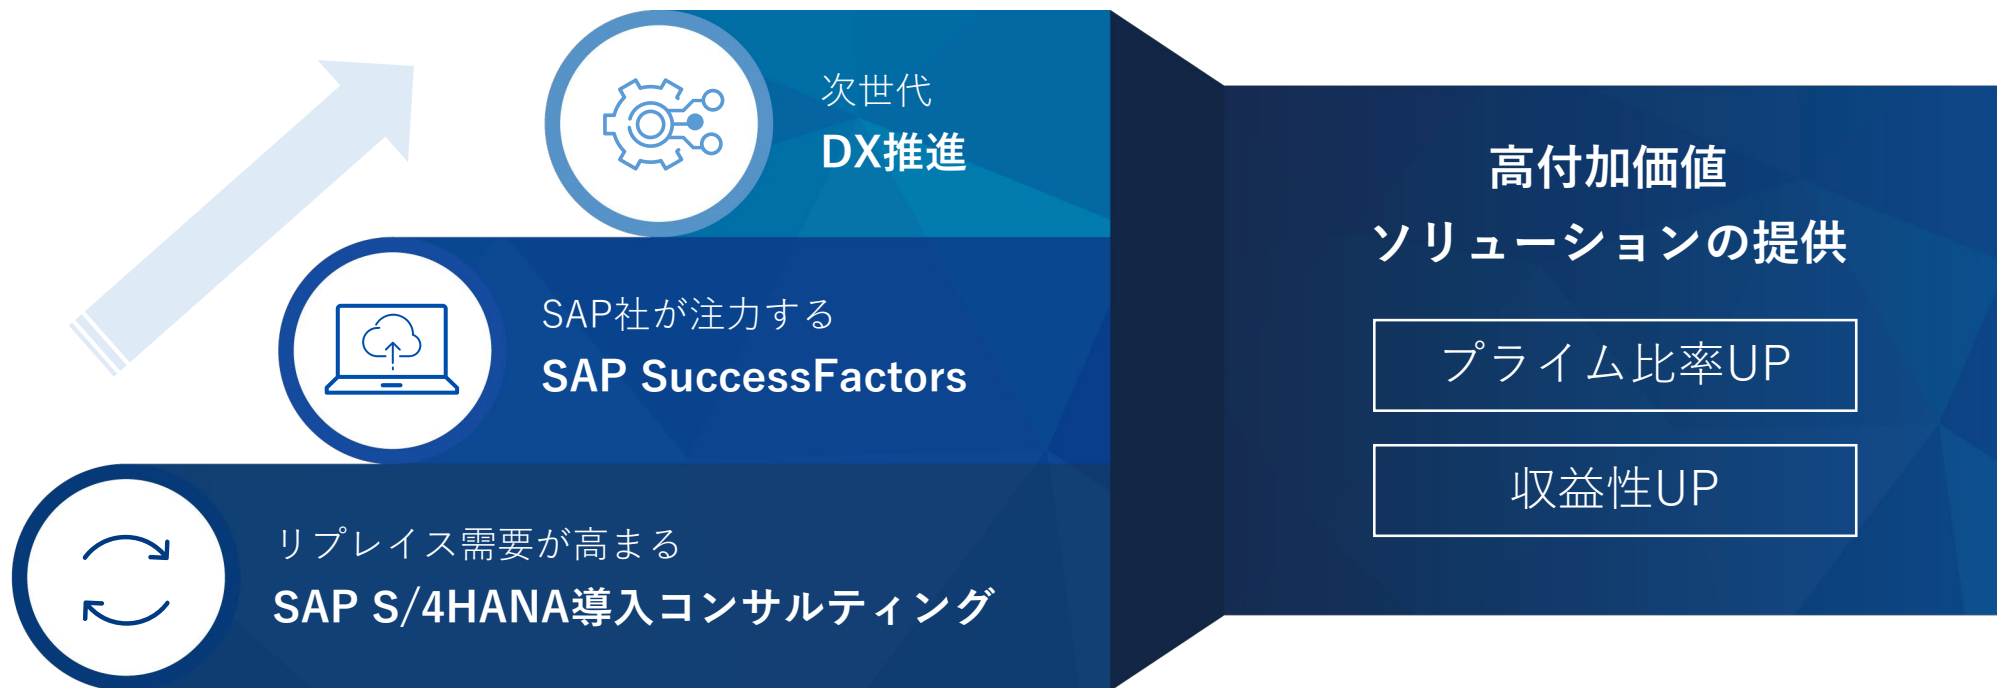 次世代
DX推進
SAP社が注力する
SAP SuccessFactors
リプレイス需要が高まる
SAP S/4HANA導入コンサルティング
高付加価値
ソリューションの提供
プライム比率UP
収益性UP